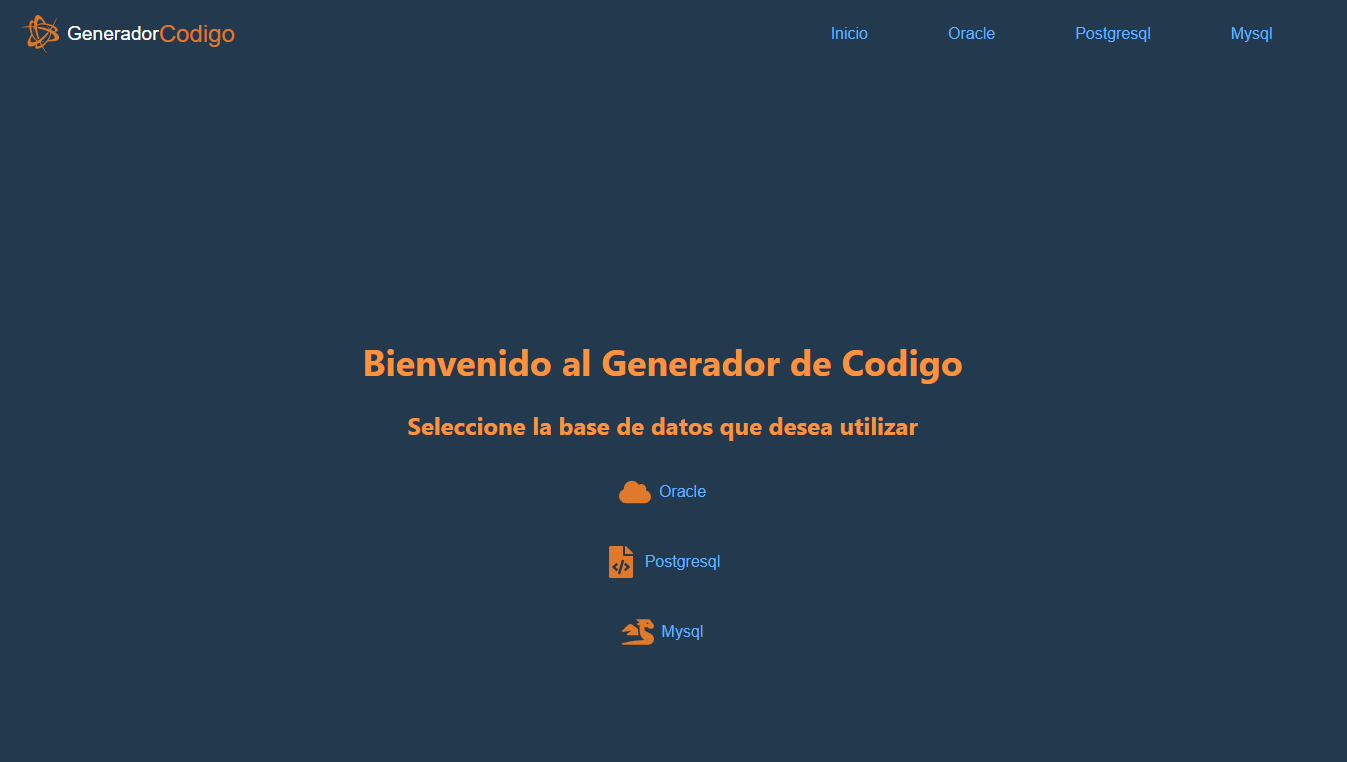 GeneradorCodigo Inicio Oracle Postgresql Mysql
Bienvenido al Generador de Codigo
Seleccione la base de datos que desea utilizar
Oracle
Postgresql
Mysql